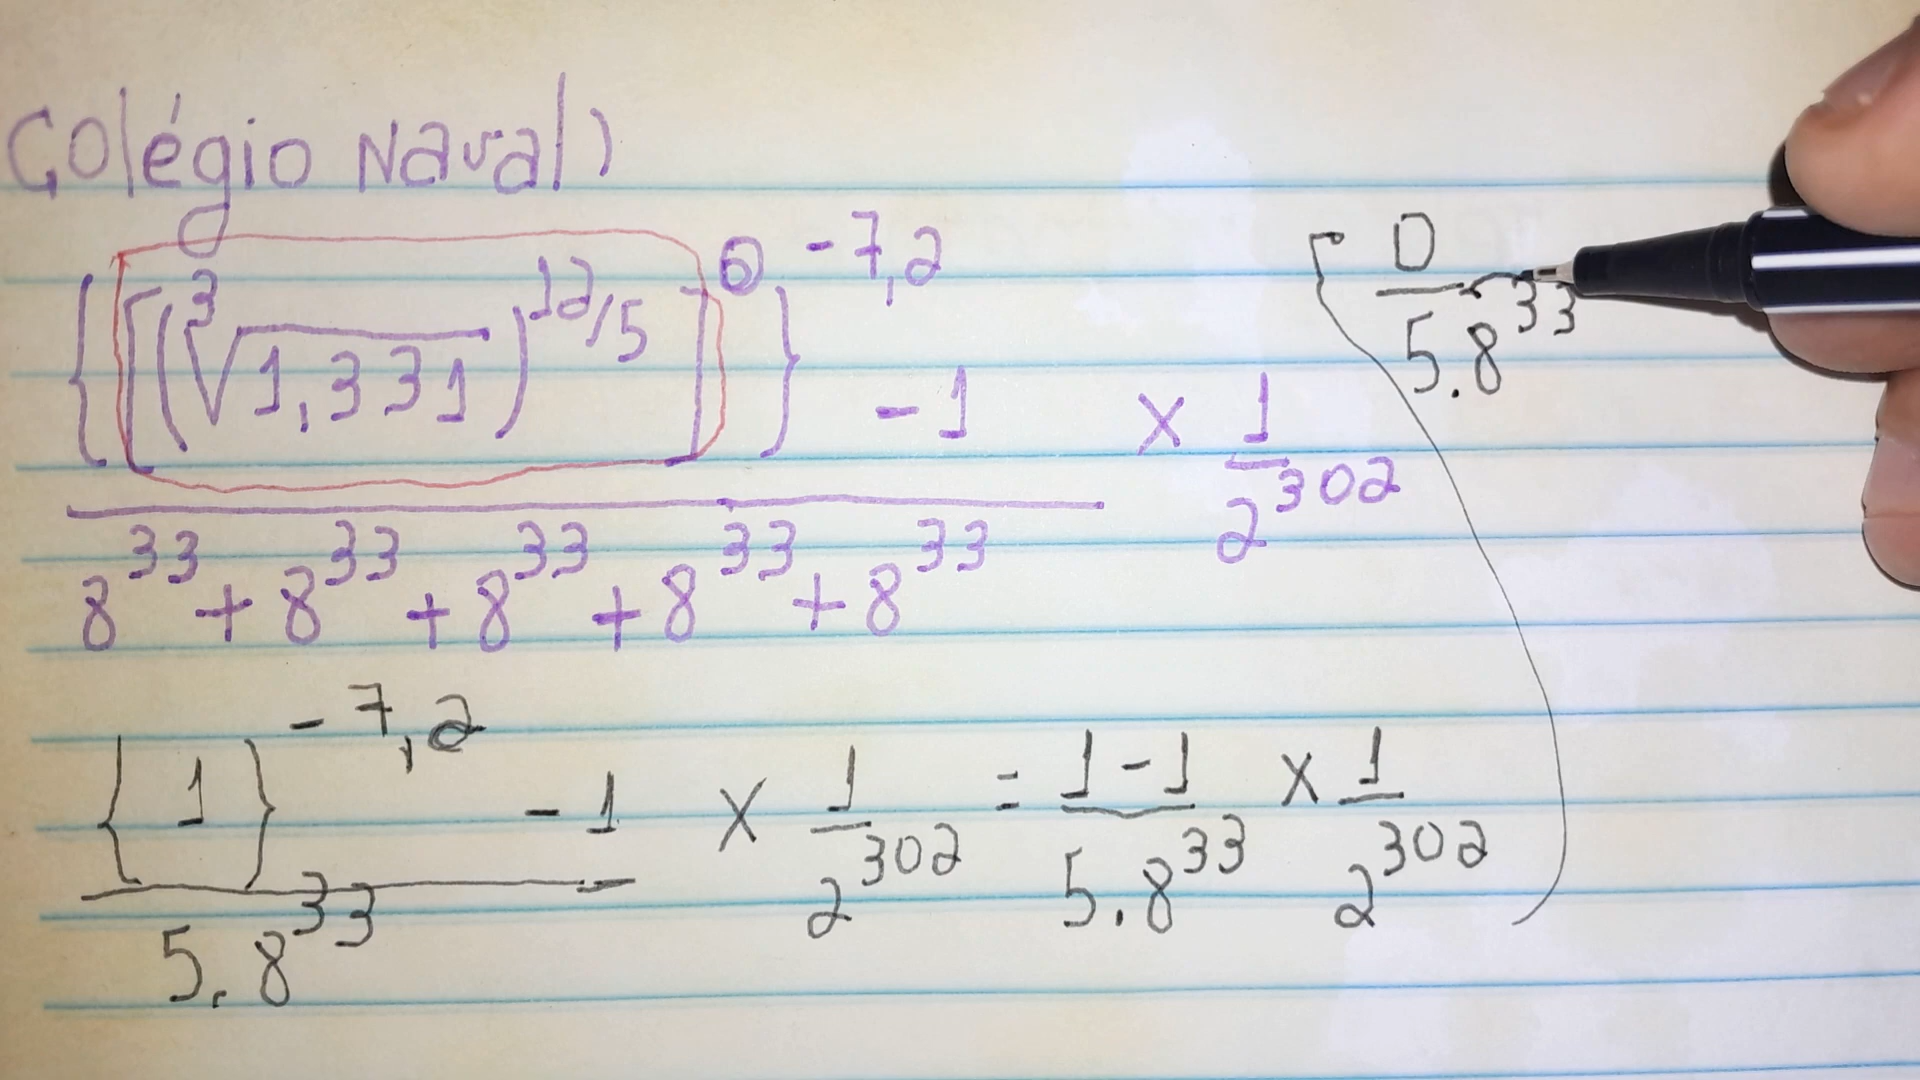 Colégio Naval)
{[(∛1,331)^12/5]^0}^-7,2 - 1 × 1/2^302
8^33 + 8^33 + 8^33 + 8^33 + 8^33
{1}^-7,2 - 1 × 1/2^302 = 1-1/5.8^33 × 1/2^302
5.8^33
0/5.8^33